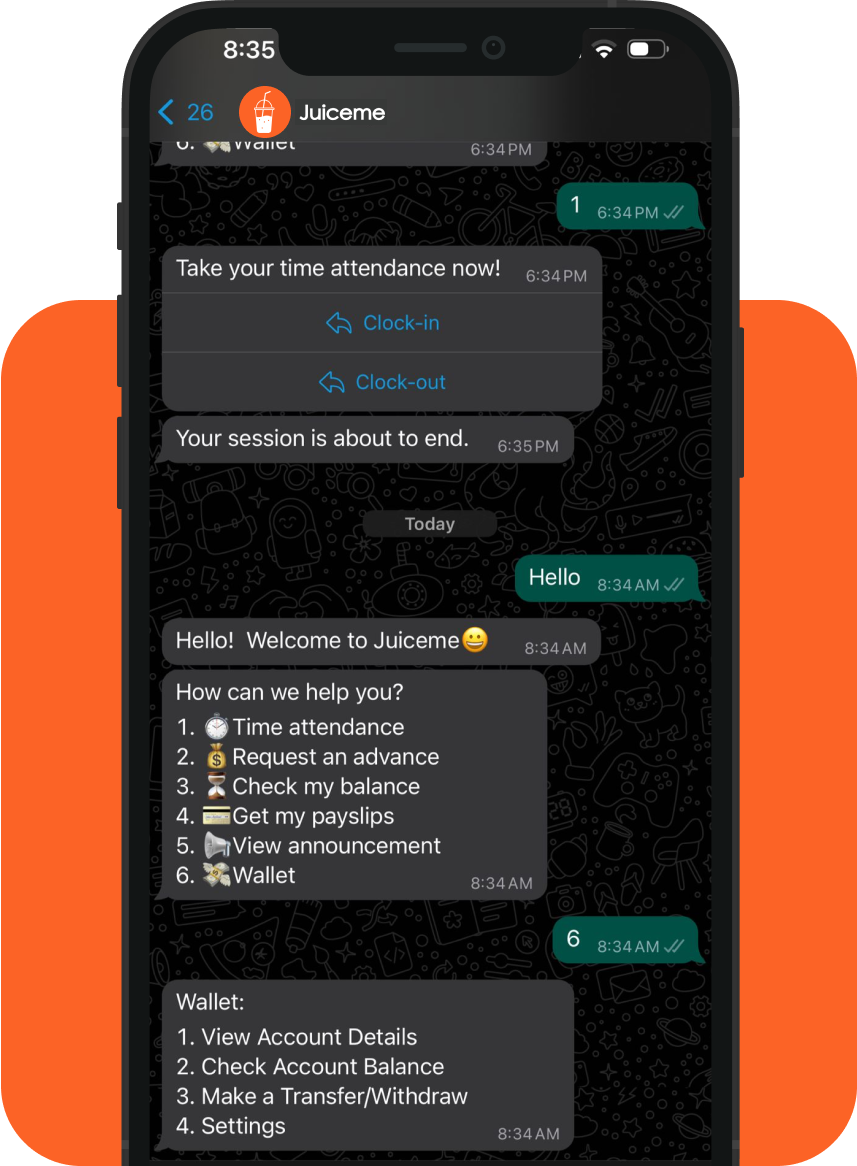 8:35
26
Juiceme
6. Wallet
6:34 PM
1 6:34 PM
Take your time attendance now! 6:34 PM
Clock-in
Clock-out
Your session is about to end. 6:35 PM
Today
Hello 8:34 AM
Hello! Welcome to Juiceme😀 8:34 AM
How can we help you?
1. ⏱️Time attendance
2. 💰Request an advance
3. ⏳Check my balance
4. 💳Get my payslips
5. 📢View announcement
6. 💸Wallet
8:34 AM
6 8:34 AM
Wallet:
1. View Account Details
2. Check Account Balance
3. Make a Transfer/Withdraw
4. Settings
8:34 AM